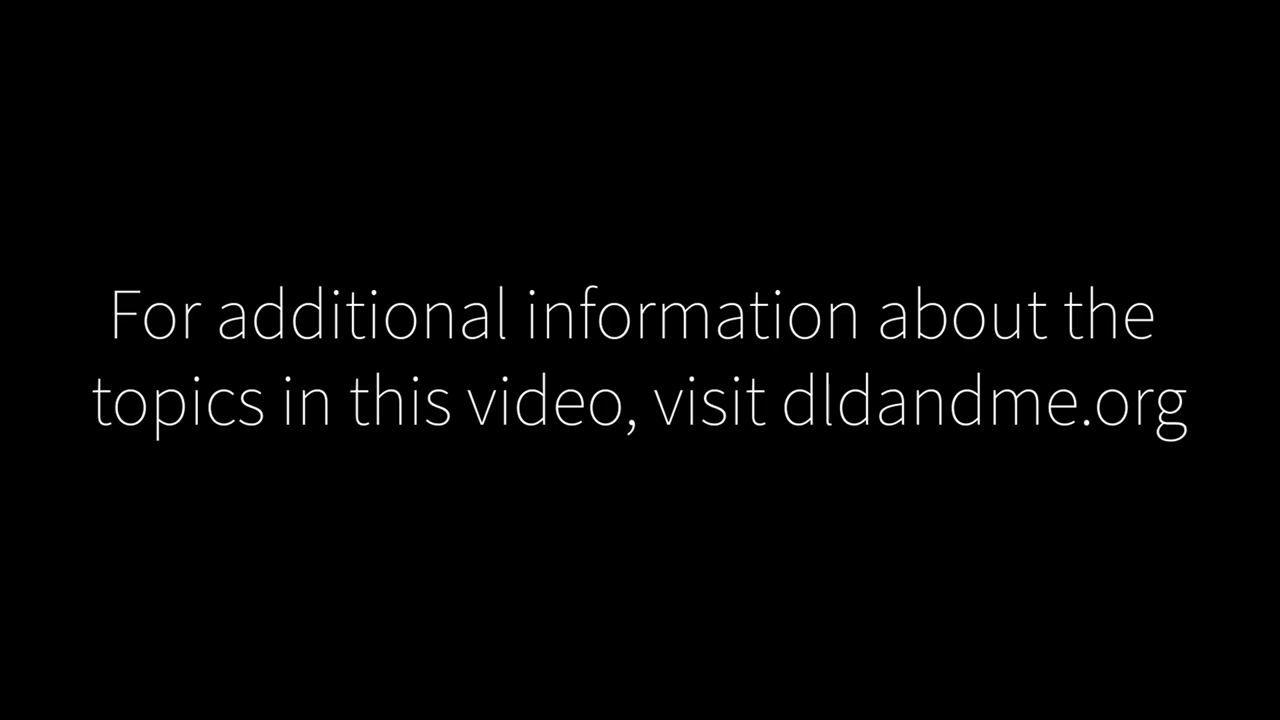 For additional information about the
topics in this video, visit dldandme.org